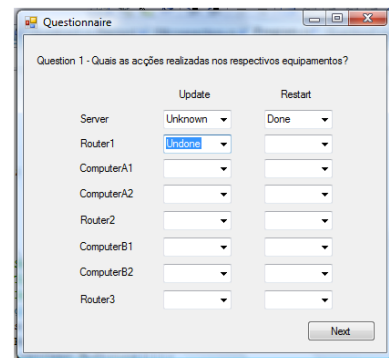 Questionnaire
Question 1 - Quais as acções realizadas nos respectivos equipamentos?
Update Restart
Server Unknown Done
Router1 Undone
ComputerA1
ComputerA2
Router2
ComputerB1
ComputerB2
Router3
Next